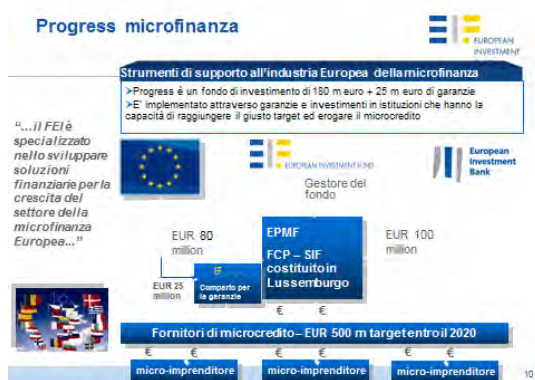 Progress microfinanza
EUROPEAN
INVESTMENT
Strumenti di supporto all'industria Europea della microfinanza
➢Progress è un fondo di investimento di 180 m euro + 25 m euro di garanzie
➢E' implementato attraverso garanzie e investimenti in istituzioni che hanno la
capacità di raggiungere il giusto target ed erogare il microcredito
"...il FEI è
specializzato
nello sviluppare
soluzioni
finanziarie per la
crescita del
settore della
microfinanza
Europea..."
EUROPEAN INVESTMENT FUND
European
Investment
Bank
Gestore del
fondo
EUR 80
million
EPMF
FCP – SIF
costituito in
Lussemburgo
EUR 100
million
EUR 25
million
Comparto per
le garanzie
€ €
Fornitori di microcredito – EUR 500 m target entro il 2020
€ € € € € €
micro-imprenditore micro-imprenditore micro-imprenditore
10